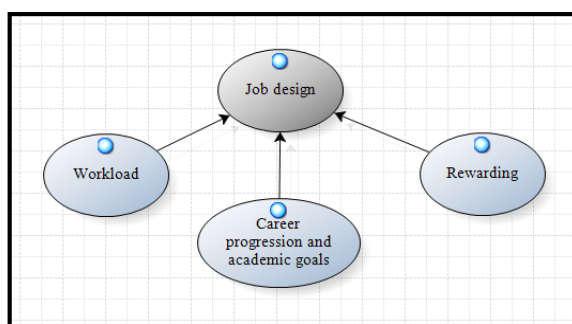 Job design
Workload
Rewarding
Career
progression and
academic goals